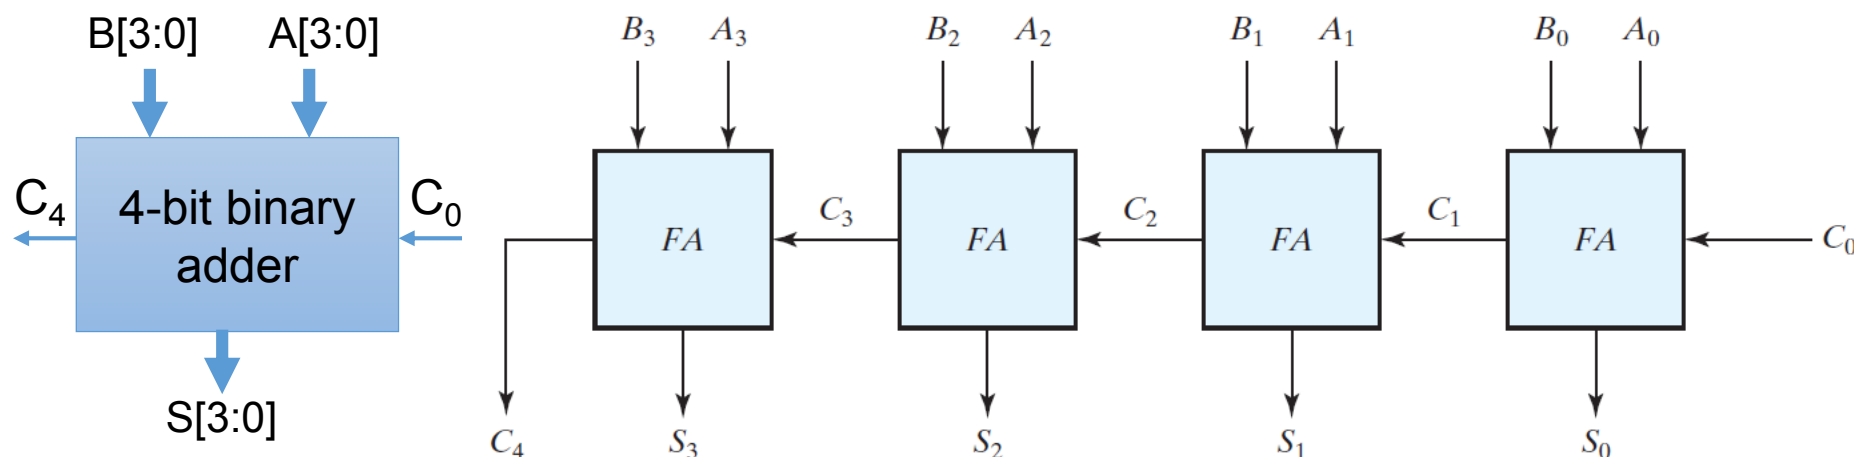 B[3:0] A[3:0]
C₄ 4-bit binary adder C₀
S[3:0]
B₃ A₃ B₂ A₂ B₁ A₁ B₀ A₀
FA C₃ FA C₂ FA C₁ FA C₀
C₄ S₃ S₂ S₁ S₀